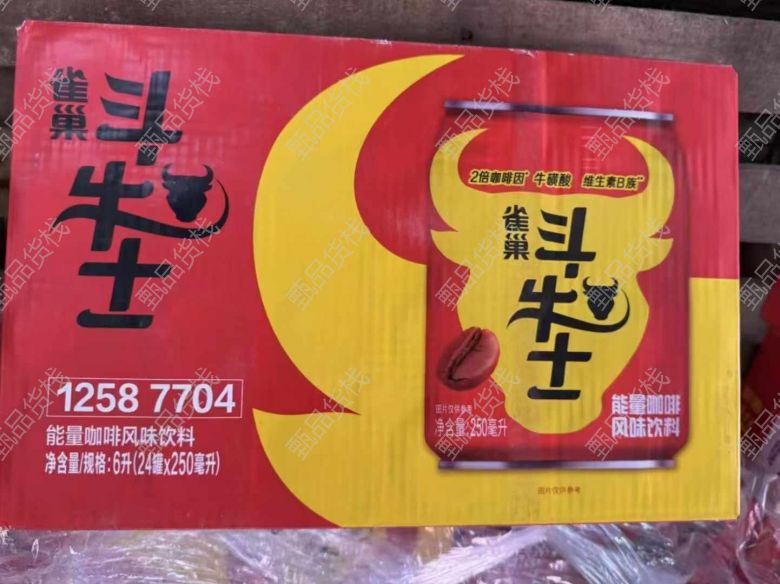 雀巢
斗牛士
1258 7704
能量咖啡风味饮料
净含量/规格：6升(24罐x250毫升)
2倍咖啡因* 牛磺酸 维生素B族**
雀巢
斗牛士
图片仅供参考
净含量:250毫升
能量咖啡
风味饮料
图片仅供参考
甄品货栈